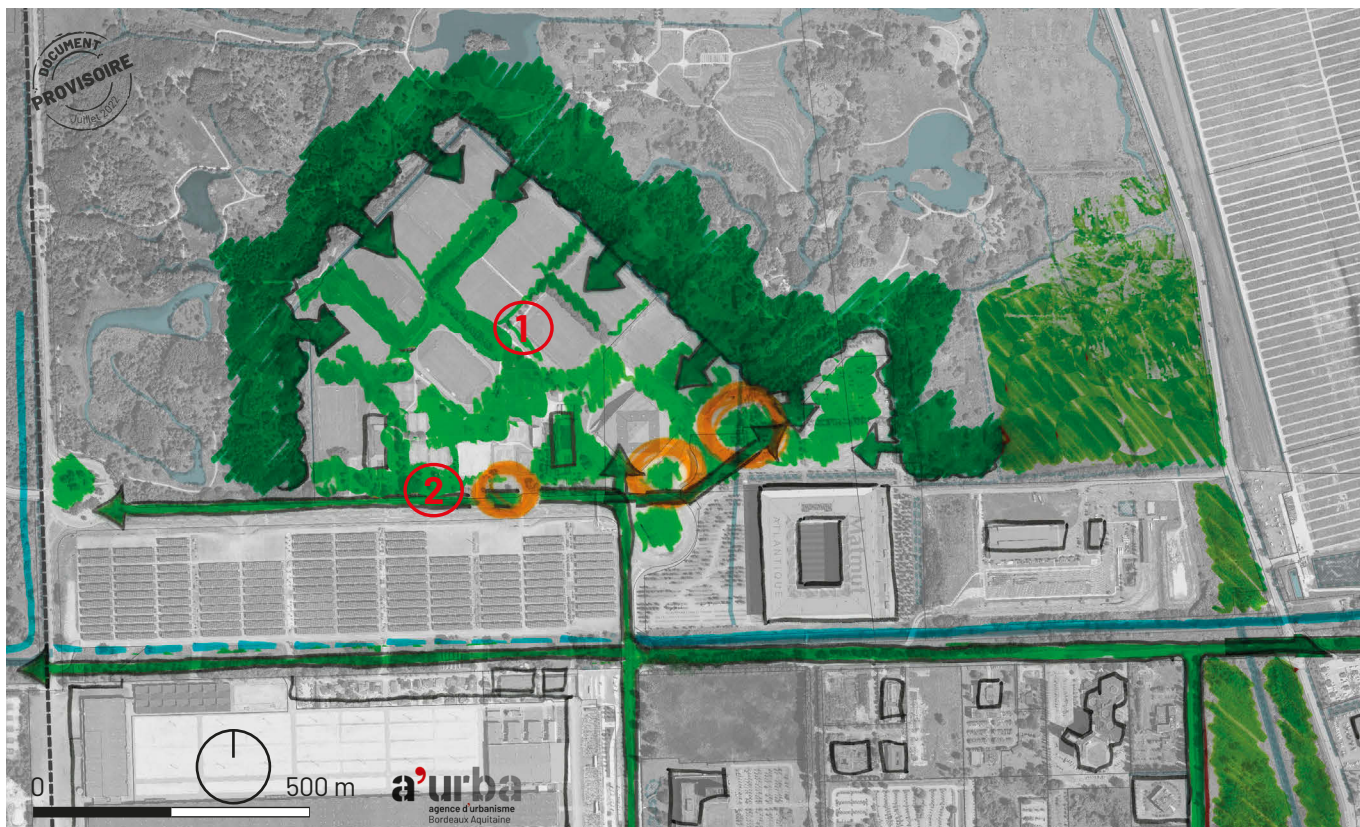 DOCUMENT
PROVISOIRE
Juillet 2022
1
2
Matmut
ATLANTIQUE
0
500 m
a'urba
agence d'urbanisme
Bordeaux Aquitaine